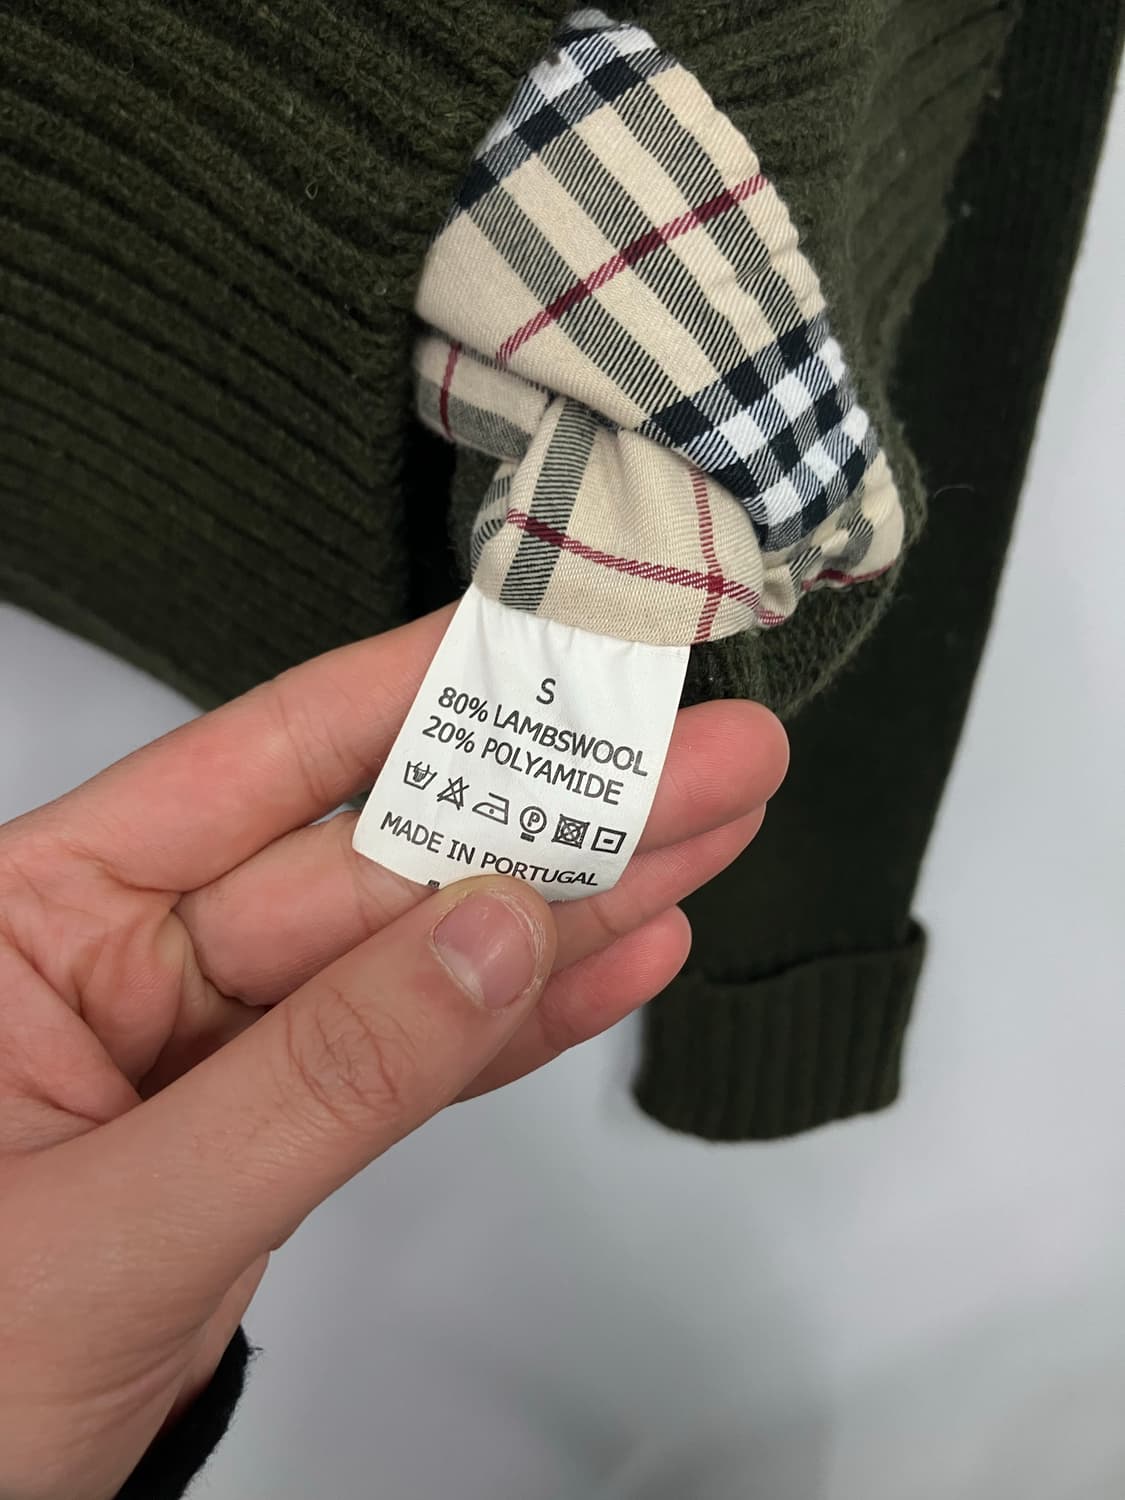 S
80% LAMBSWOOL
20% POLYAMIDE
P
MADE IN PORTUGAL